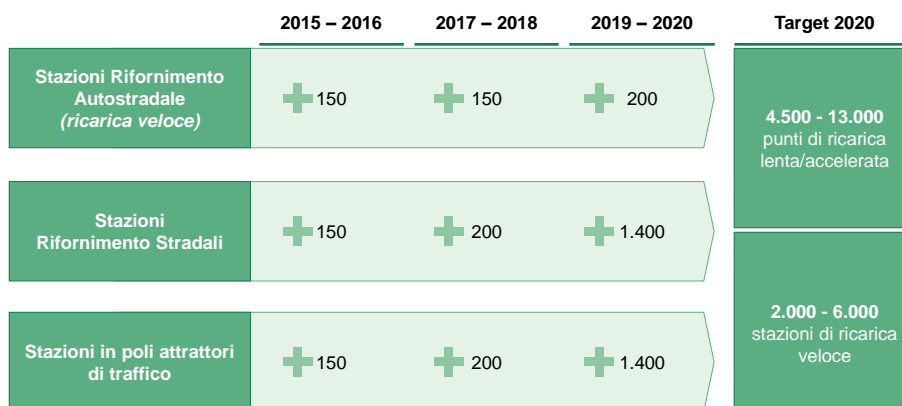 2015 – 2016 2017 – 2018 2019 – 2020 Target 2020
Stazioni Rifornimento
Autostradale
(ricarica veloce)
150 150 200
Stazioni
Rifornimento Stradali
150 200 1.400
Stazioni in poli attrattori
di traffico
150 200 1.400
4.500 - 13.000
punti di ricarica
lenta/accelerata
2.000 - 6.000
stazioni di ricarica
veloce